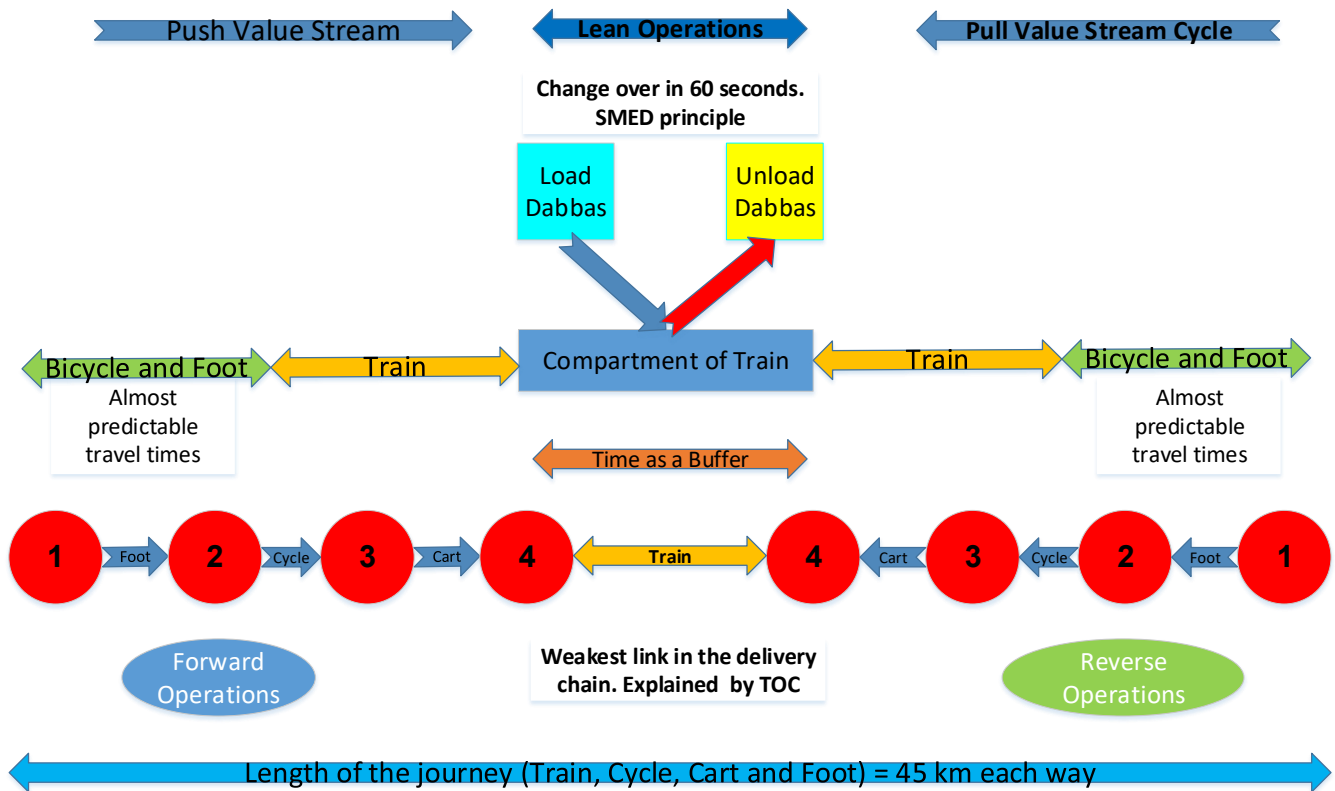 Push Value Stream
Lean Operations
Pull Value Stream Cycle
Change over in 60 seconds.
SMED principle
Load
Dabbas
Unload
Dabbas
Bicycle and Foot
Train
Compartment of Train
Train
Bicycle and Foot
Almost
predictable
travel times
Almost
predictable
travel times
Time as a Buffer
1
Foot
2
Cycle
3
Cart
4
Train
4
Cart
3
Cycle
2
Foot
1
Forward
Operations
Weakest link in the delivery
chain. Explained by TOC
Reverse
Operations
Length of the journey (Train, Cycle, Cart and Foot) = 45 km each way